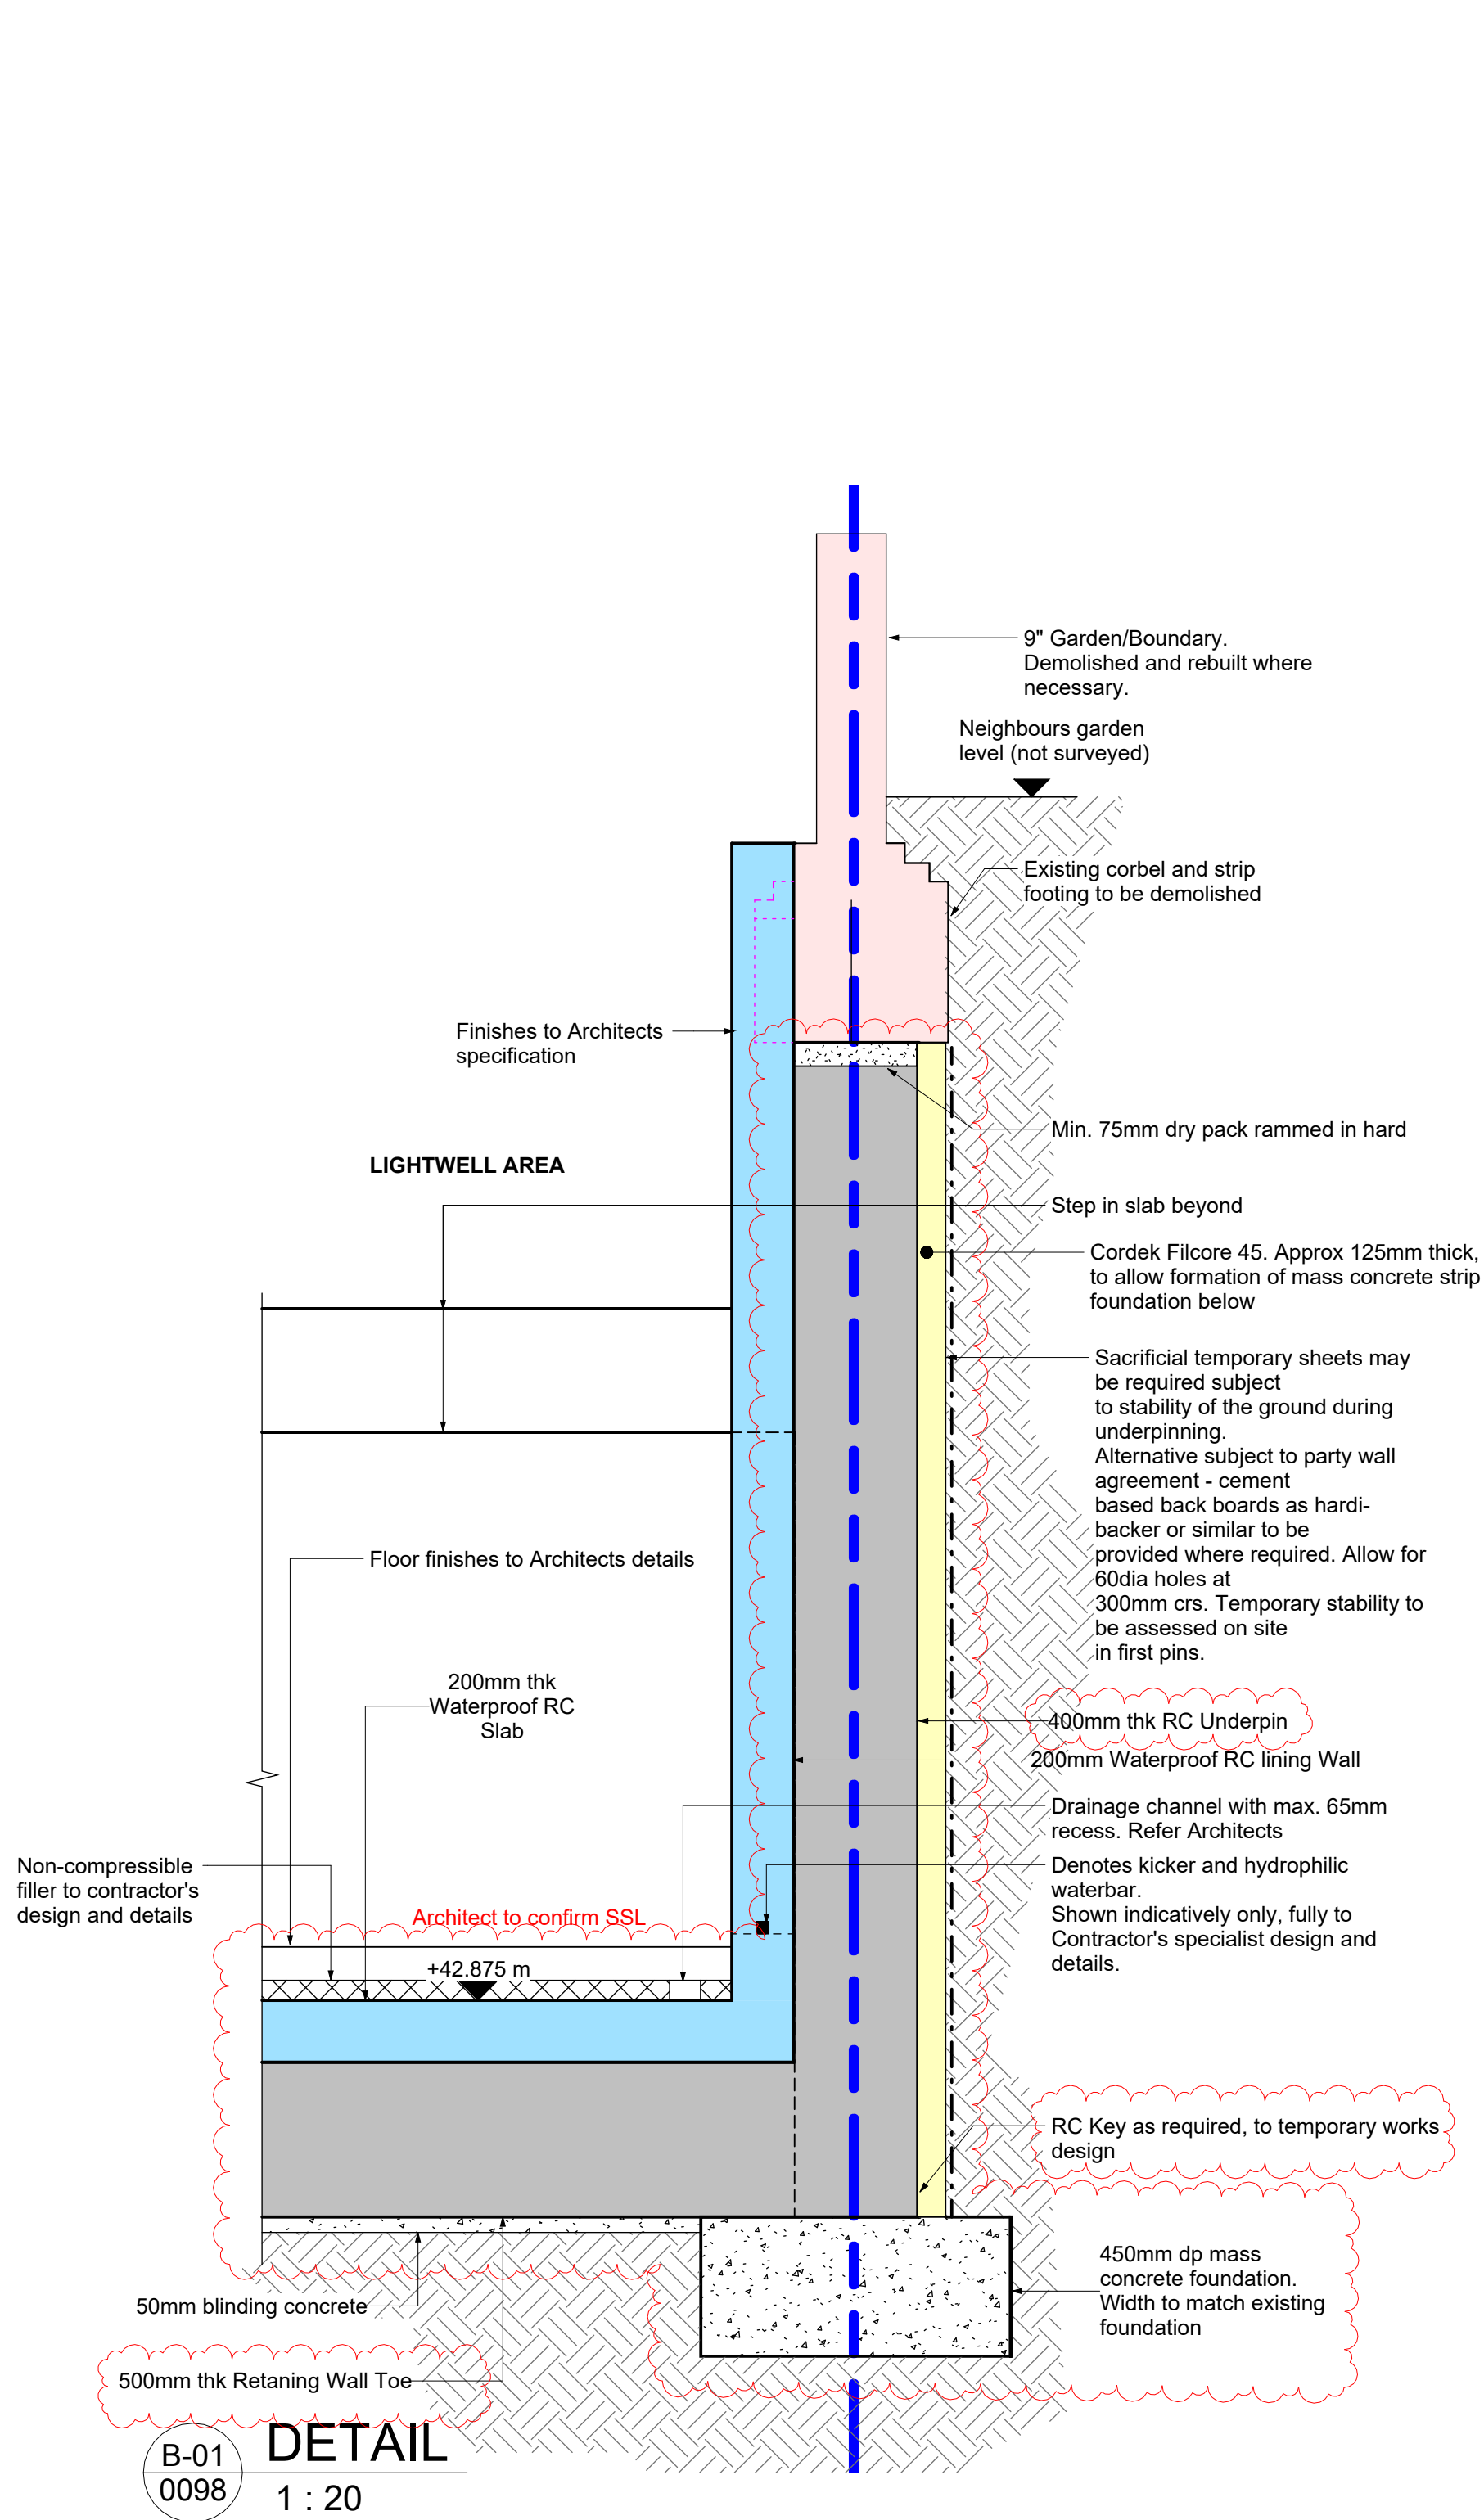 9" Garden/Boundary.
Demolished and rebuilt where
necessary.
Neighbours garden
level (not surveyed)
Existing corbel and strip
footing to be demolished
Finishes to Architects
specification
Min. 75mm dry pack rammed in hard
LIGHTWELL AREA
Step in slab beyond
Cordek Filcore 45. Approx 125mm thick,
to allow formation of mass concrete strip
foundation below
Sacrificial temporary sheets may
be required subject
to stability of the ground during
underpinning.
Alternative subject to party wall
agreement - cement
based back boards as hardi-
backer or similar to be
provided where required. Allow for
60dia holes at
300mm crs. Temporary stability to
be assessed on site
in first pins.
Floor finishes to Architects details
200mm thk
Waterproof RC
Slab
400mm thk RC Underpin
200mm Waterproof RC lining Wall
Drainage channel with max. 65mm
recess. Refer Architects
Non-compressible
filler to contractor's
design and details
Denotes kicker and hydrophilic
waterbar.
Shown indicatively only, fully to
Contractor's specialist design and
details.
Architect to confirm SSL
+42.875 m
RC Key as required, to temporary works
design
450mm dp mass
concrete foundation.
Width to match existing
foundation
50mm blinding concrete
500mm thk Retaning Wall Toe
B-01
0098
DETAIL
1 : 20